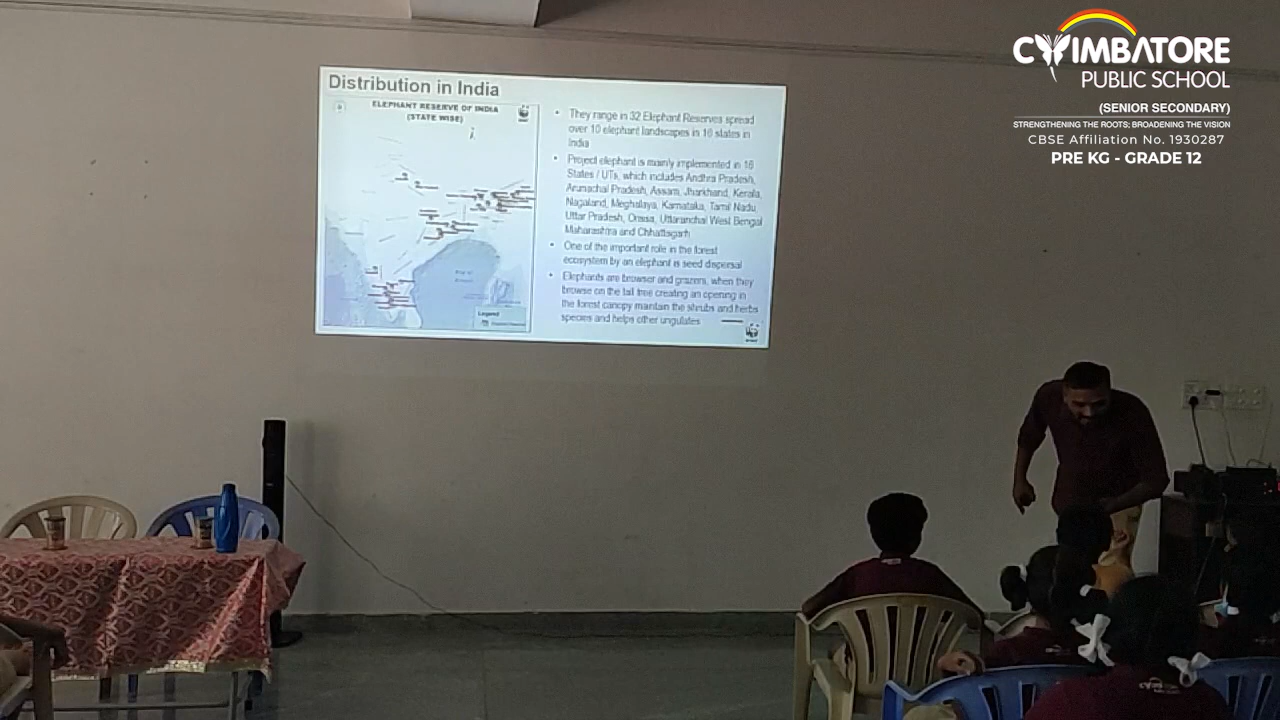 COIMBATORE
PUBLIC SCHOOL
(SENIOR SECONDARY)
STRENGTHENING THE ROOTS; BROADENING THE VISION
CBSE Affiliation No. 1930287
PRE KG - GRADE 12
Distribution in India
ELEPHANT RESERVE OF INDIA
(STATE WISE)
Legend
• They range in 32 Elephant Reserves spread
over 10 elephant landscapes in 16 states in
India
• Project elephant is mainly implemented in 16
States / UTs, which includes Andhra Pradesh,
Arunachal Pradesh, Assam, Jharkhand, Kerala,
Nagaland, Meghalaya, Karnataka, Tamil Nadu,
Uttar Pradesh, Orissa, Uttaranchal West Bengal
Maharashtra and Chhattisgarh
• One of the important role in the forest
ecosystem by an elephant is seed dispersal
• Elephants are browser and grazers, when they
browse on the tall tree creating an opening in
the forest canopy maintain the shrubs and herbs
species and helps other ungulates